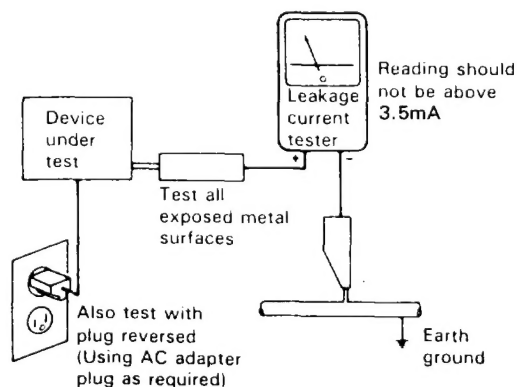 Device
under
test
Leakage
current
tester
+
-
Reading should
not be above
3.5mA
Test all
exposed metal
surfaces
Also test with
plug reversed
(Using AC adapter
plug as required)
Earth
ground